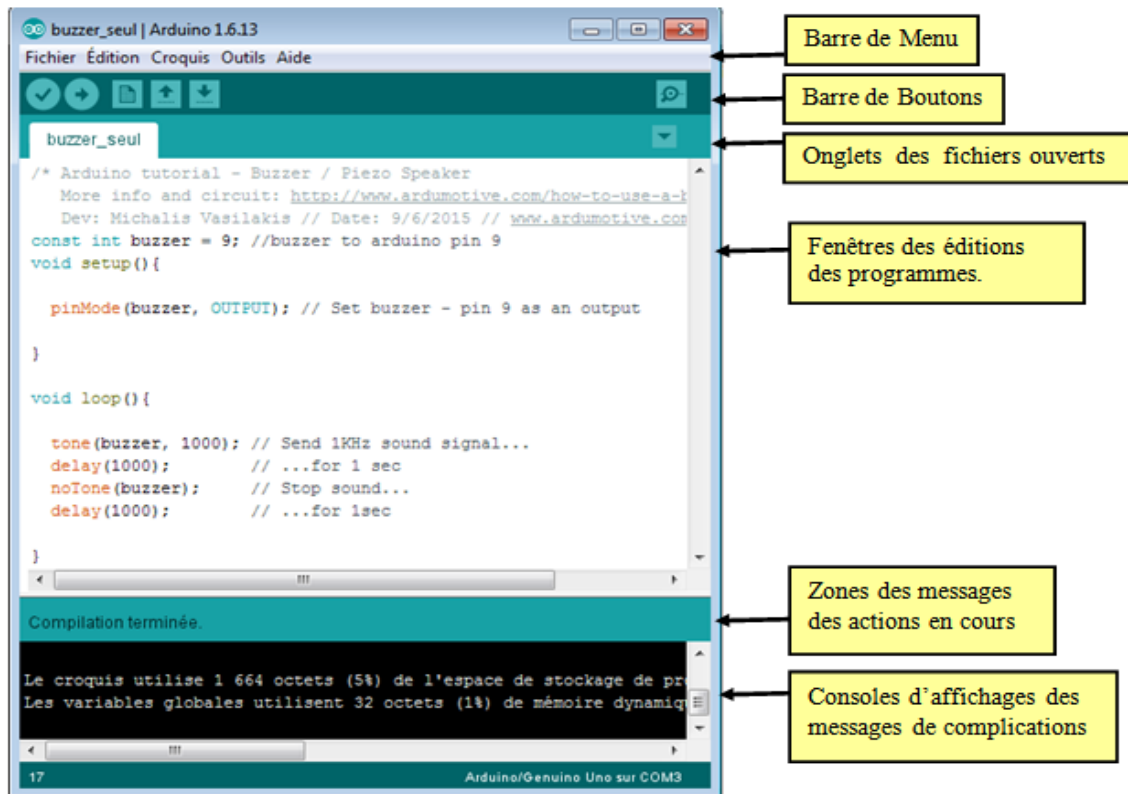 buzzer_seul | Arduino 1.6.13
Fichier Édition Croquis Outils Aide
buzzer_seul
/* Arduino tutorial - Buzzer / Piezo Speaker
More info and circuit: http://www.ardumotive.com/how-to-use-a-b
Dev: Michalis Vasilakis // Date: 9/6/2015 // www.ardumotive.com
const int buzzer = 9; //buzzer to arduino pin 9
void setup(){
pinMode(buzzer, OUTPUT); // Set buzzer - pin 9 as an output
}
void loop(){
tone(buzzer, 1000); // Send 1KHz sound signal...
delay(1000); // ...for 1 sec
noTone(buzzer); // Stop sound...
delay(1000); // ...for 1sec
}
Compilation terminée.
Le croquis utilise 1 664 octets (5%) de l'espace de stockage de pro
Les variables globales utilisent 32 octets (1%) de mémoire dynamiq
17
Arduino/Genuino Uno sur COM3
Barre de Menu
Barre de Boutons
Onglets des fichiers ouverts
Fenêtres des éditions
des programmes.
Zones des messages
des actions en cours
Consoles d'affichages des
messages de complications